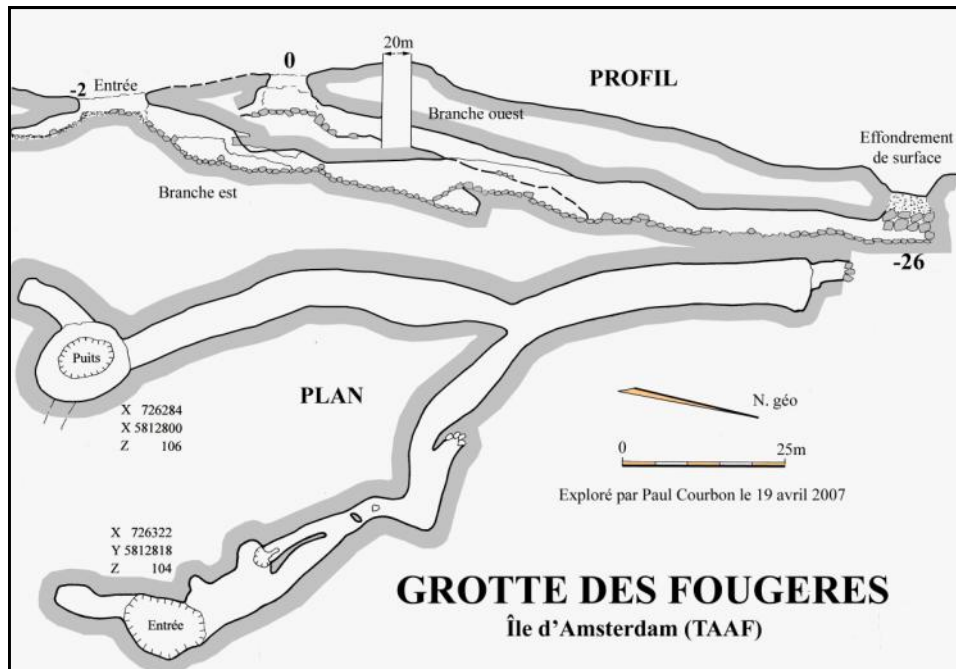 20m
0
PROFIL
-2
Entrée
Branche ouest
Effondrement
de surface
Branche est
-26
Puits
PLAN
N. géo
X 726284
X 5812800
Z 106
0
25m
Exploré par Paul Courbon le 19 avril 2007
X 726322
Y 5812818
Z 104
GROTTE DES FOUGERES
Île d'Amsterdam (TAAF)
Entrée